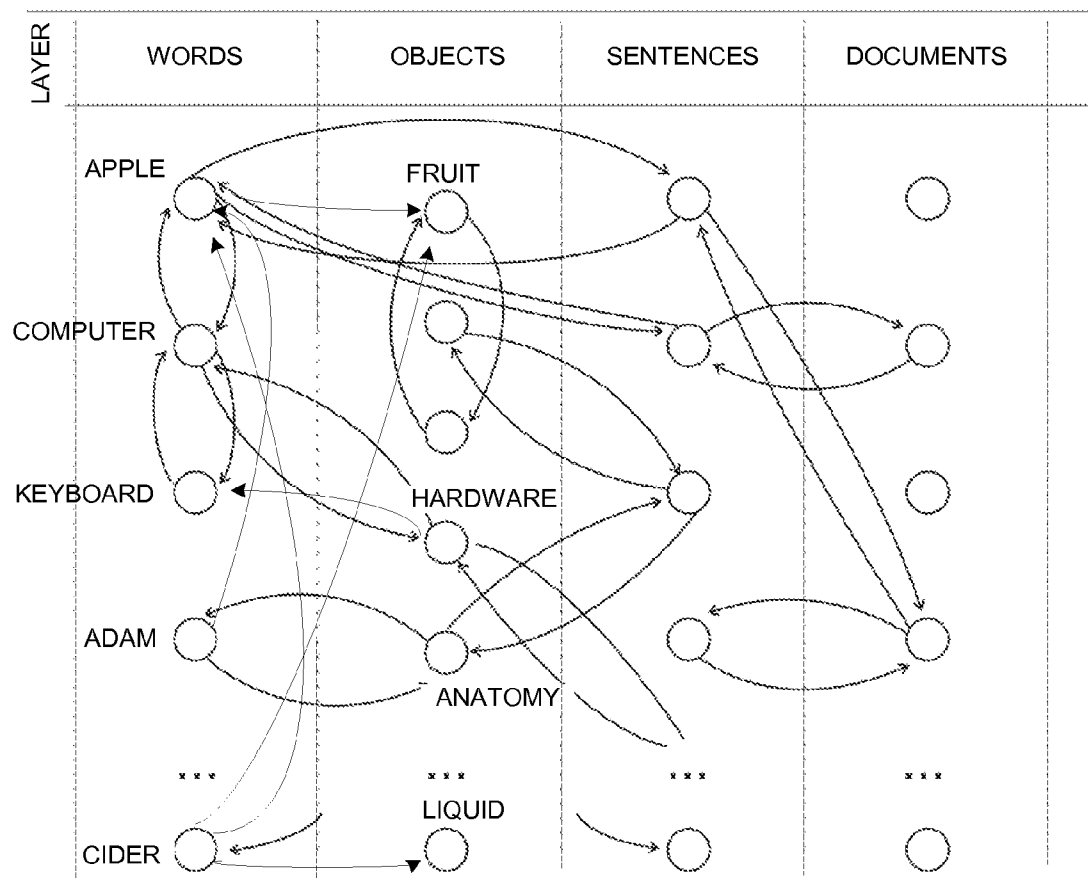 LAYER
WORDS OBJECTS SENTENCES DOCUMENTS
APPLE
FRUIT
COMPUTER
KEYBOARD
HARDWARE
ADAM
ANATOMY
... ... ... ...
LIQUID
CIDER